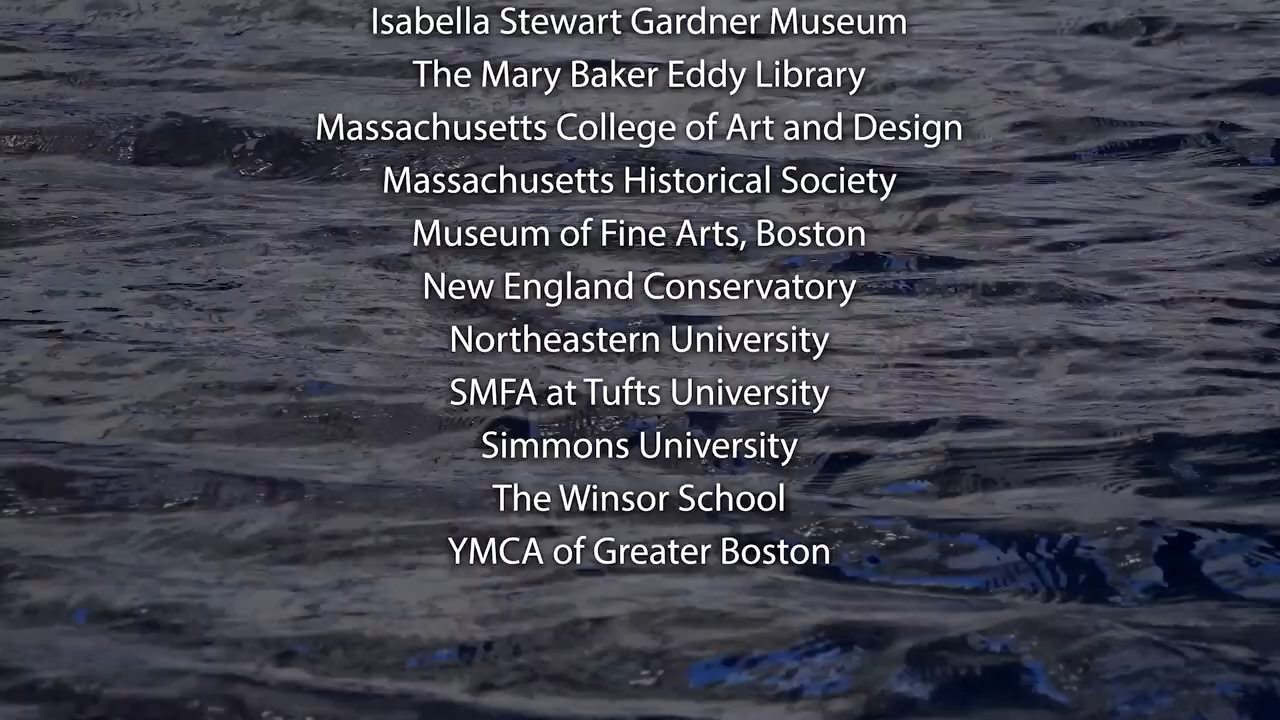 Isabella Stewart Gardner Museum
The Mary Baker Eddy Library
Massachusetts College of Art and Design
Massachusetts Historical Society
Museum of Fine Arts, Boston
New England Conservatory
Northeastern University
SMFA at Tufts University
Simmons University
The Winsor School
YMCA of Greater Boston